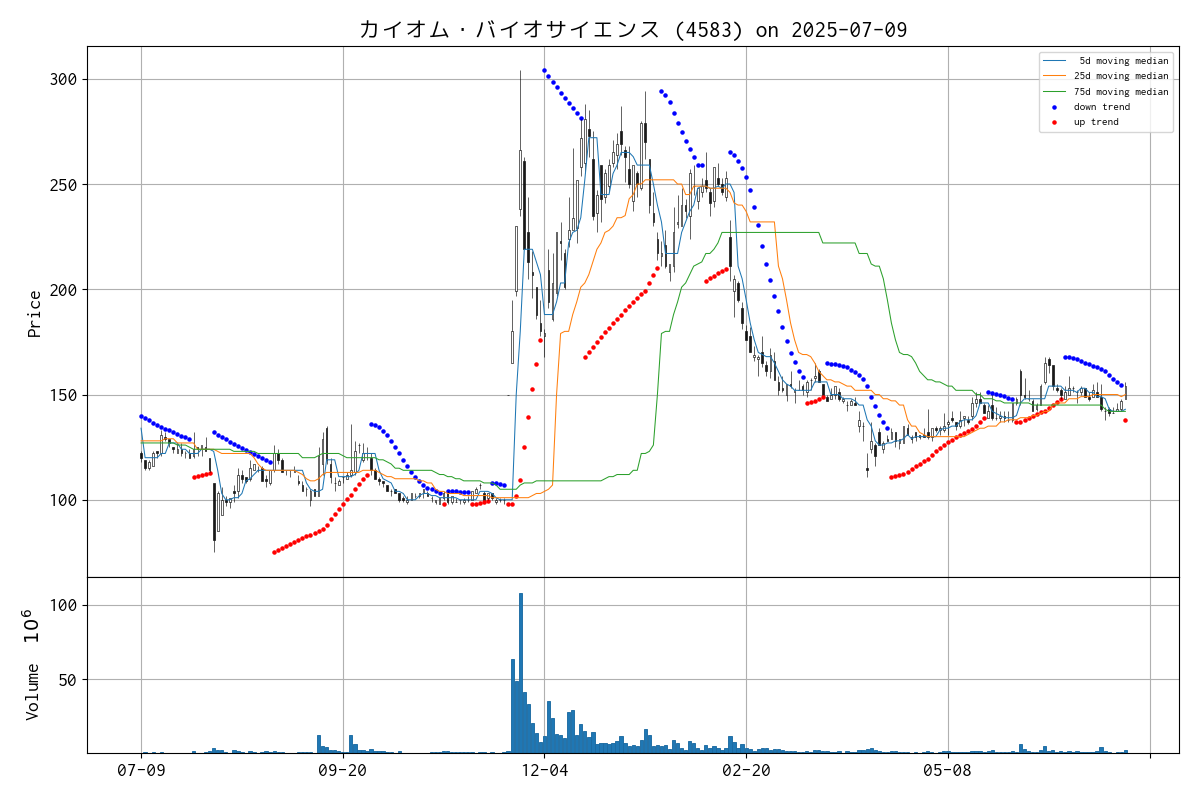 カイオム・バイオサイエンス (4583) on 2025-07-09
5d moving median
25d moving median
75d moving median
down trend
up trend
Price
300
250
200
150
100
Volume 10⁶
100
50
07-09 09-20 12-04 02-20 05-08